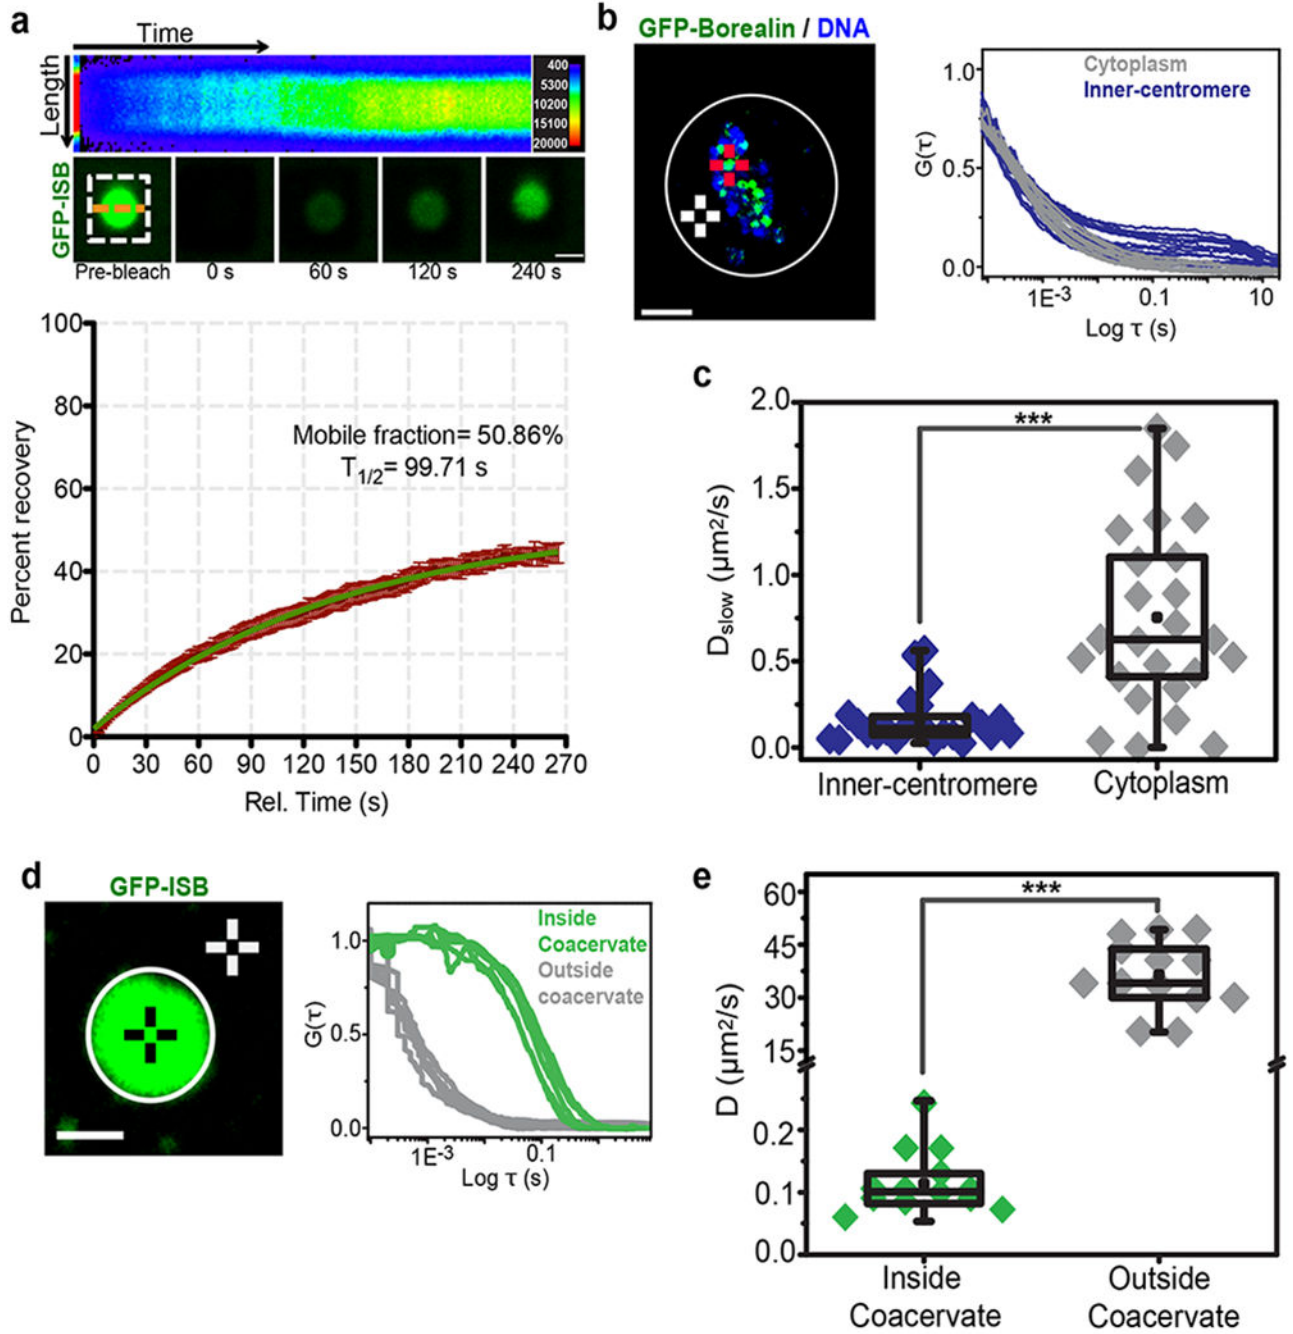 a
Time
Length
400
5300
10200
15100
20000
GFP-ISB
Pre-bleach 0 s 60 s 120 s 240 s
100
80
60
40
20
0
Percent recovery
Mobile fraction= 50.86%
T1/2= 99.71 s
0 30 60 90 120 150 180 210 240 270
Rel. Time (s)
b
GFP-Borealin / DNA
Cytoplasm
Inner-centromere
1.0
0.5
0.0
G(τ)
1E-3 0.1 10
Log τ (s)
c
2.0
1.5
1.0
0.5
0.0
Dslow (µm2/s)
***
Inner-centromere Cytoplasm
d
GFP-ISB
Inside
Coacervate
Outside
coacervate
1.0
0.5
0.0
G(τ)
1E-3 0.1
Log τ (s)
e
60
45
30
15
0.2
0.1
0.0
D (µm2/s)
***
Inside Outside
Coacervate Coacervate